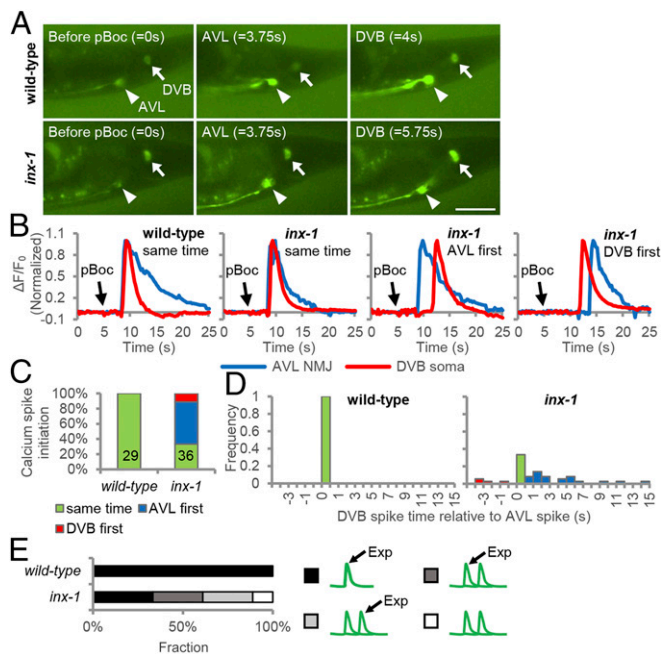 A
wild-type
Before pBoc (=0s)
AVL (=3.75s)
DVB (=4s)
DVB
AVL
inx-1
Before pBoc (=0s)
AVL (=3.75s)
DVB (=5.75s)
B
ΔF/F0
(Normalized)
1.1
0.8
0.5
0.2
-0.1
wild-type
same time
pBoc
inx-1
same time
pBoc
inx-1
AVL first
pBoc
inx-1
DVB first
pBoc
0 5 10 15 20 25
0 5 10 15 20 25
0 5 10 15 20 25
0 5 10 15 20 25
Time (s)
Time (s)
Time (s)
Time (s)
AVL NMJ
DVB soma
C
Calcium spike
initiation
100%
80%
60%
40%
20%
0%
29
36
wild-type
inx-1
same time
AVL first
DVB first
D
Frequency
1
0.8
0.6
0.4
0.2
0
wild-type
inx-1
-3 -1 0 1 3 5 7 9 11 13 15
-3 -1 0 1 3 5 7 9 11 13 15
DVB spike time relative to AVL spike (s)
E
wild-type
inx-1
0% 50% 100%
Fraction
Exp
Exp
Exp